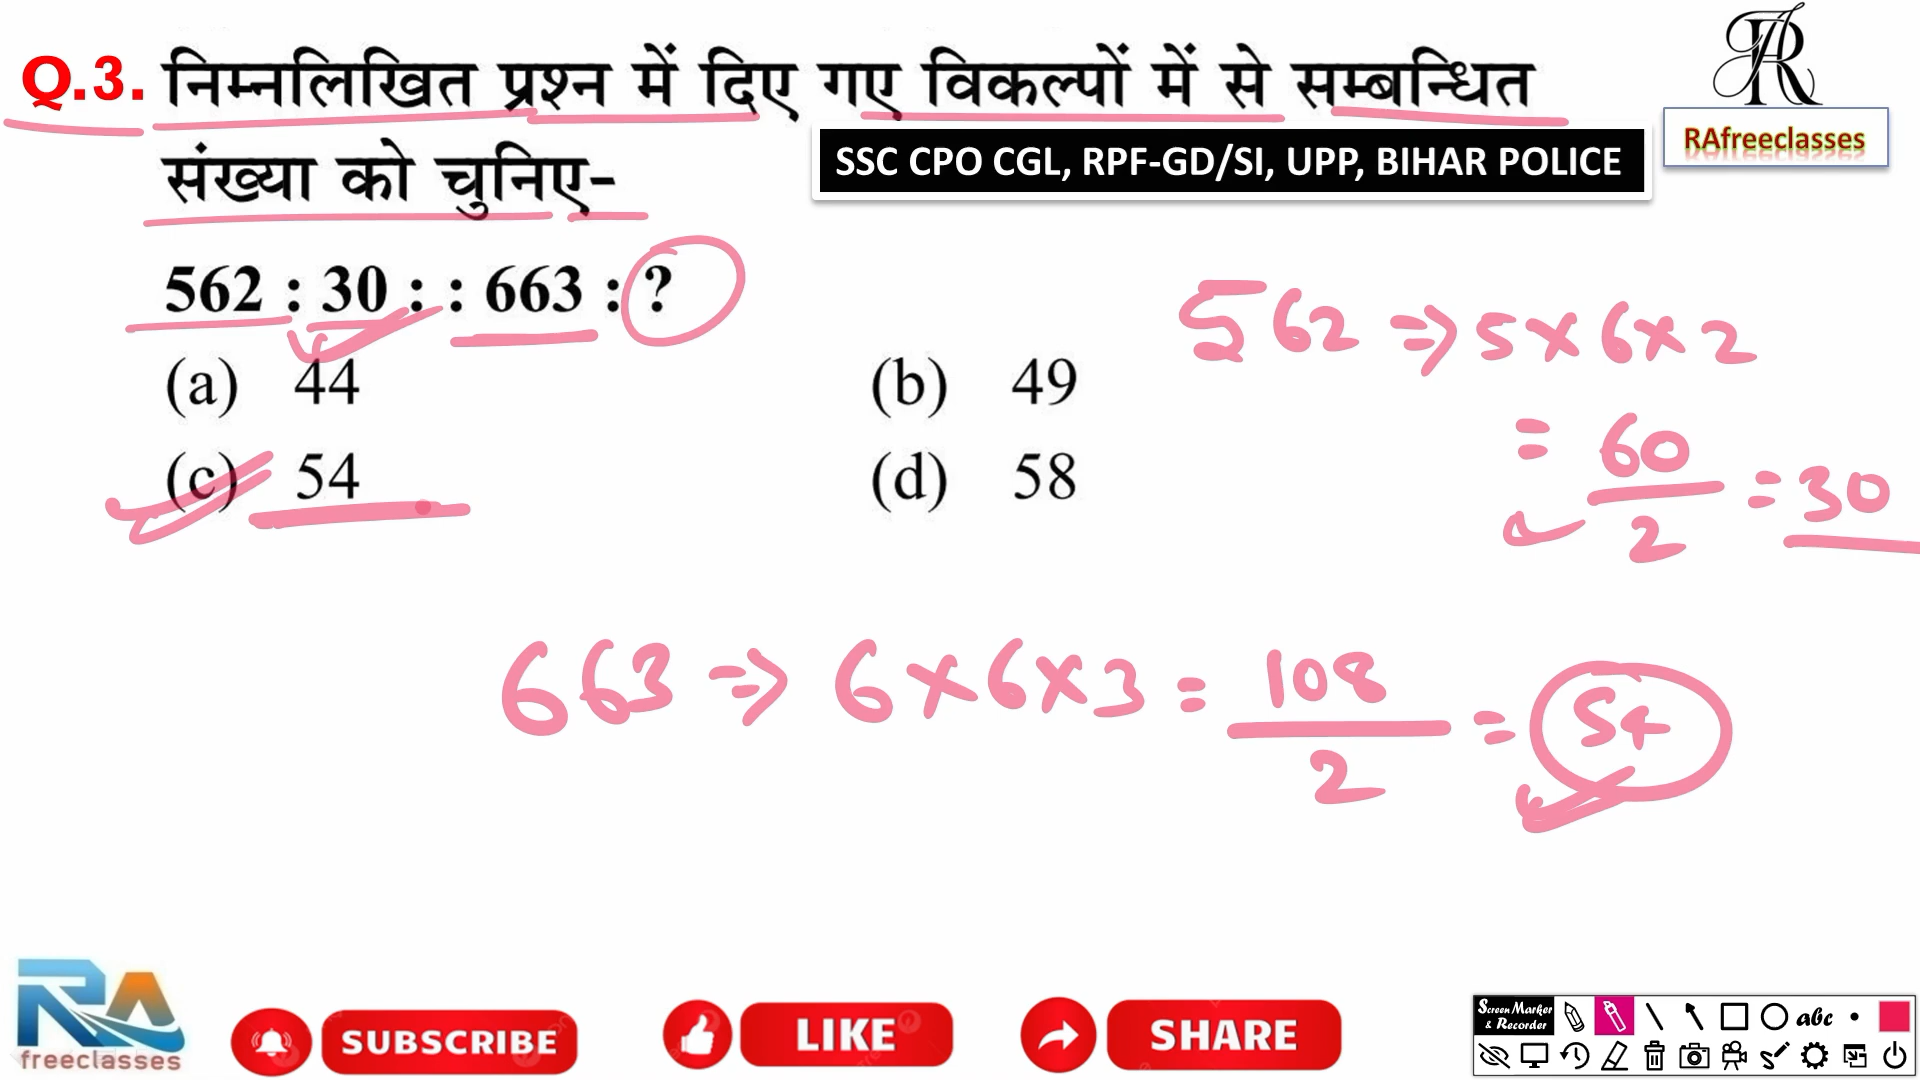 Q.3. निम्नलिखित प्रश्न में दिए गए विकल्पों में से सम्बन्धित
संख्या को चुनिए-
SSC CPO CGL, RPF-GD/SI, UPP, BIHAR POLICE
RAfreeclasses
562 : 30 : : 663 : ?
(a) 44
(b) 49
(c) 54
(d) 58
562 ⇒ 5 × 6 × 2
= 60/2 = 30
663 ⇒ 6 × 6 × 3 = 108/2 = 54
RA
freeclasses
SUBSCRIBE
LIKE
SHARE
Screen Marker
& Recorder
abc